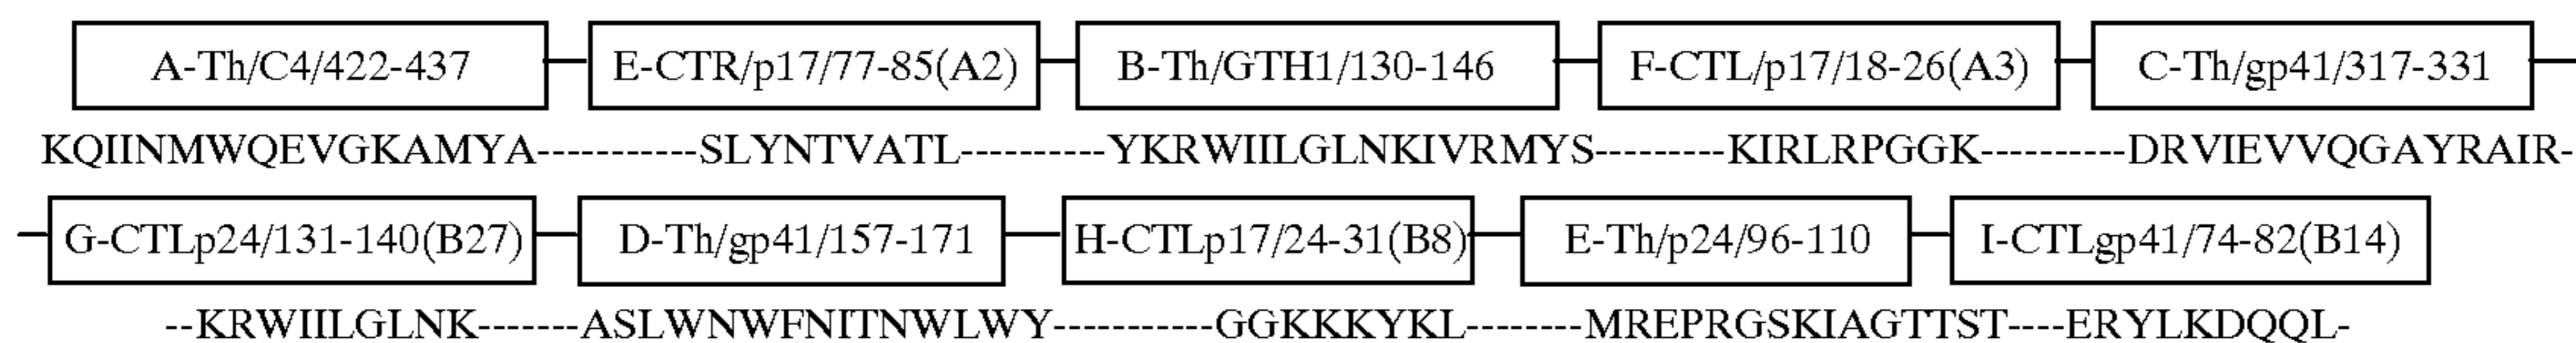 A-Th/C4/422-437 E-CTR/p17/77-85(A2) B-Th/GTH1/130-146 F-CTL/p17/18-26(A3) C-Th/gp41/317-331
KQIINMWQEVGKAMYA-----------SLYNTVATL----------YKRWIILGLNKIVRMYS---------KIRLRPGGK----------DRVIEVVQGAYRAIR-
G-CTLp24/131-140(B27) D-Th/gp41/157-171 H-CTLp17/24-31(B8) E-Th/p24/96-110 I-CTLgp41/74-82(B14)
--KRWIILGLNK-------ASLWNWFNITNWLWY-----------GGKKKYKL--------MREPRGSKIAGTTST----ERYLKDQQL-